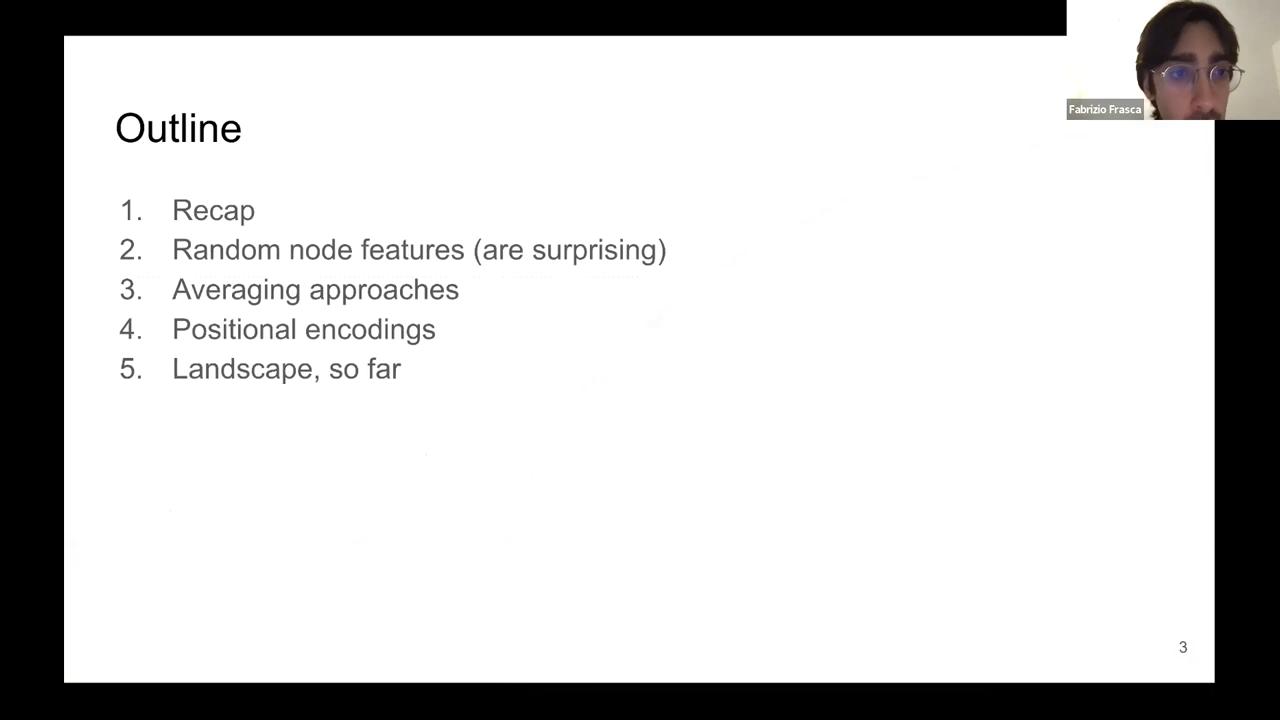 Fabrizio Frasca
Outline
1. Recap
2. Random node features (are surprising)
3. Averaging approaches
4. Positional encodings
5. Landscape, so far
3